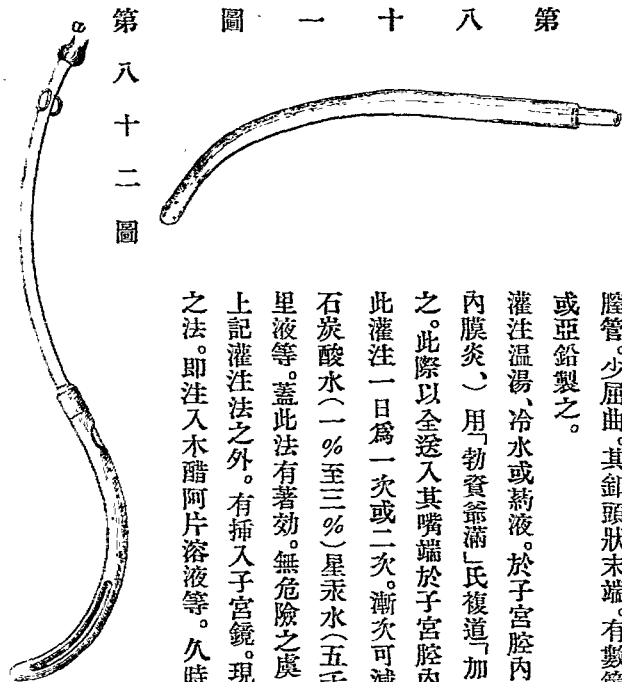 第八十一圖
第八十二圖
a
膣管。少屈曲。其釦頭狀末端。有數
或亞鉛製之。
灌注溫湯、冷水或葯液。於子宮腔內
內膜炎、）用「勃資爺滿」氏複道「加
之。此際以全送入其嘴端於子宮腔內
此灌注一日爲一次或二次。漸次可減
石炭酸水（一％至三％）昇汞水（五千
里液等。蓋此法有著効。無危險之虞
上記灌注法之外。有揷入子宮鏡。現
之法。卽注入木醋阿片溶液等。久時